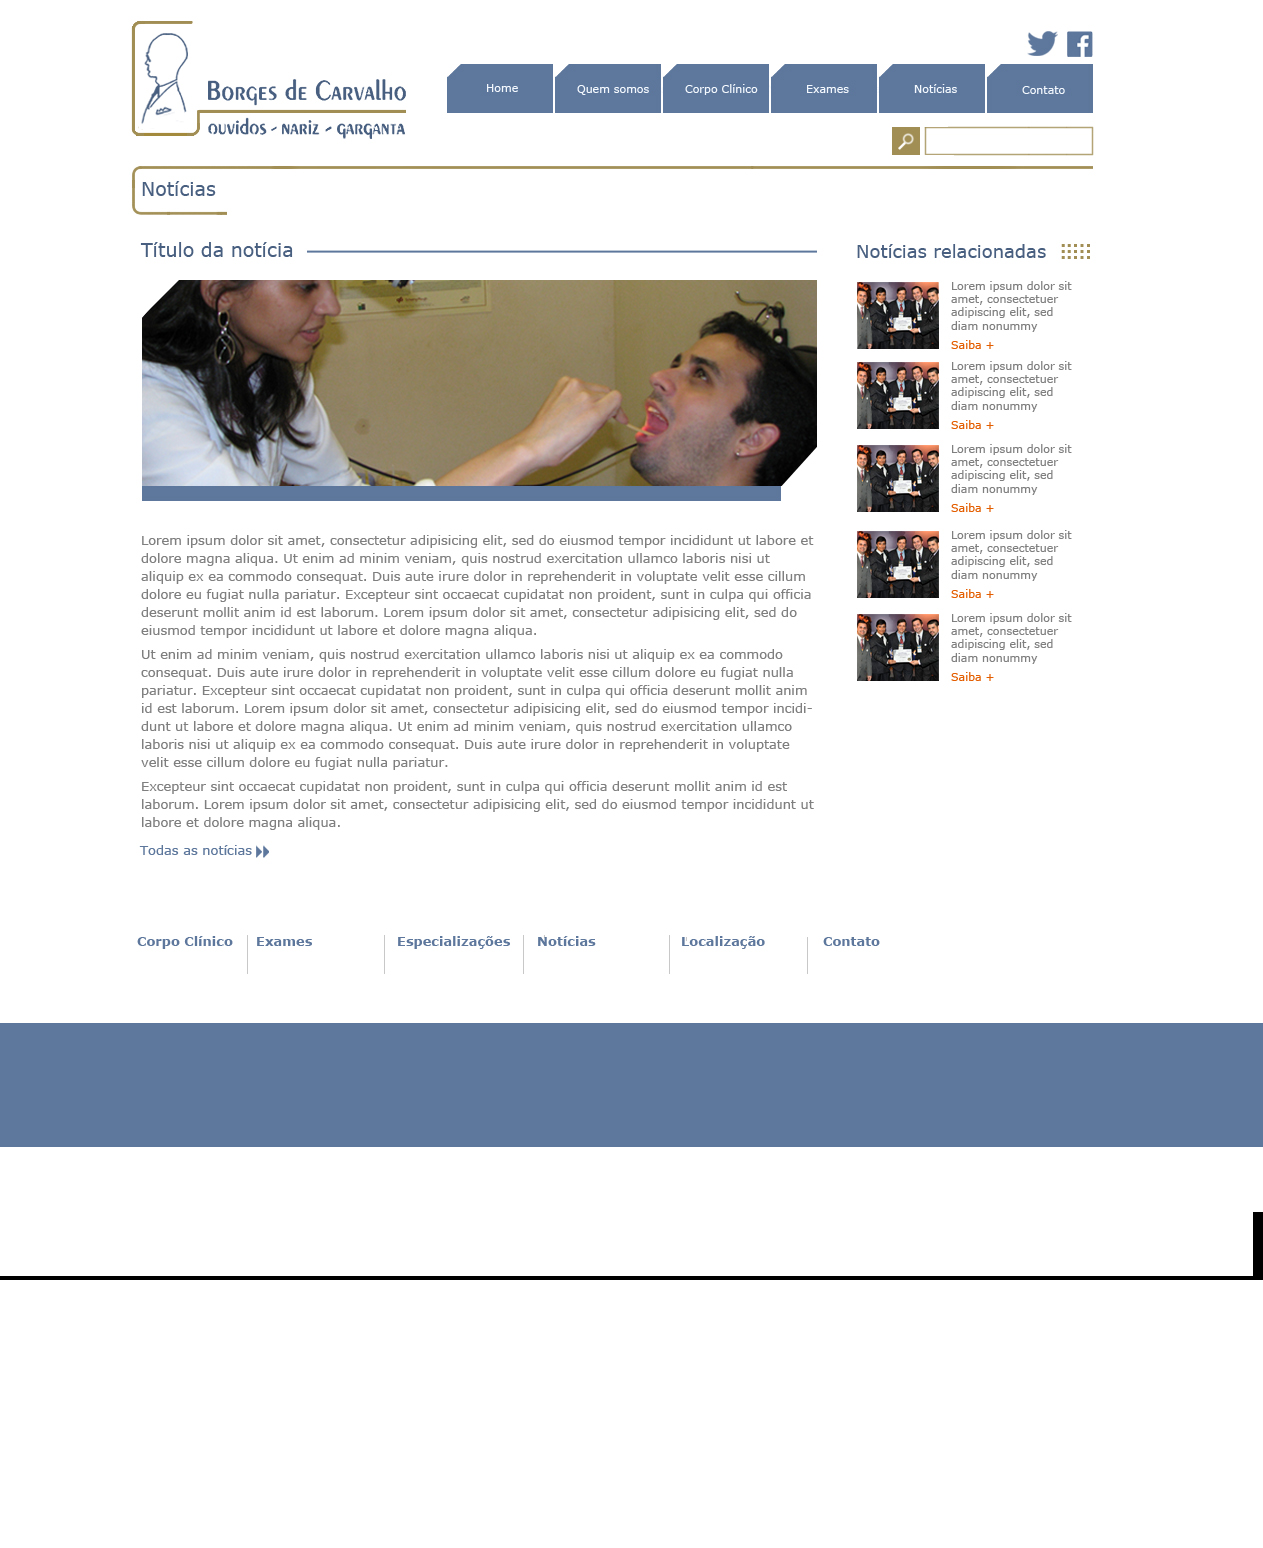 Borges de Carvalho
ouvidos - nariz - garganta
Home
Quem somos
Corpo Clínico
Exames
Notícias
Contato
Notícias
Título da notícia
Lorem ipsum dolor sit amet, consectetur adipisicing elit, sed do eiusmod tempor incididunt ut labore et
dolore magna aliqua. Ut enim ad minim veniam, quis nostrud exercitation ullamco laboris nisi ut
aliquip ex ea commodo consequat. Duis aute irure dolor in reprehenderit in voluptate velit esse cillum
dolore eu fugiat nulla pariatur. Excepteur sint occaecat cupidatat non proident, sunt in culpa qui officia
deserunt mollit anim id est laborum. Lorem ipsum dolor sit amet, consectetur adipisicing elit, sed do
eiusmod tempor incididunt ut labore et dolore magna aliqua.
Ut enim ad minim veniam, quis nostrud exercitation ullamco laboris nisi ut aliquip ex ea commodo
consequat. Duis aute irure dolor in reprehenderit in voluptate velit esse cillum dolore eu fugiat nulla
pariatur. Excepteur sint occaecat cupidatat non proident, sunt in culpa qui officia deserunt mollit anim
id est laborum. Lorem ipsum dolor sit amet, consectetur adipisicing elit, sed do eiusmod tempor incidi-
dunt ut labore et dolore magna aliqua. Ut enim ad minim veniam, quis nostrud exercitation ullamco
laboris nisi ut aliquip ex ea commodo consequat. Duis aute irure dolor in reprehenderit in voluptate
velit esse cillum dolore eu fugiat nulla pariatur.
Excepteur sint occaecat cupidatat non proident, sunt in culpa qui officia deserunt mollit anim id est
laborum. Lorem ipsum dolor sit amet, consectetur adipisicing elit, sed do eiusmod tempor incididunt ut
labore et dolore magna aliqua.
Todas as notícias
Notícias relacionadas
Lorem ipsum dolor sit
amet, consectetuer
adipiscing elit, sed
diam nonummy
Saiba +
Lorem ipsum dolor sit
amet, consectetuer
adipiscing elit, sed
diam nonummy
Saiba +
Lorem ipsum dolor sit
amet, consectetuer
adipiscing elit, sed
diam nonummy
Saiba +
Lorem ipsum dolor sit
amet, consectetuer
adipiscing elit, sed
diam nonummy
Saiba +
Lorem ipsum dolor sit
amet, consectetuer
adipiscing elit, sed
diam nonummy
Saiba +
Corpo Clínico
Exames
Especializações
Notícias
Localização
Contato